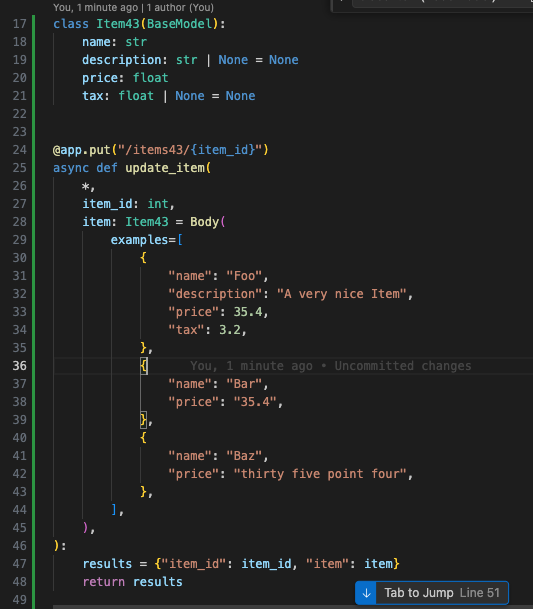 You, 1 minute ago | 1 author (You)
17 class Item43(BaseModel):
18     name: str
19     description: str | None = None
20     price: float
21     tax: float | None = None
22
23
24 @app.put("/items43/{item_id}")
25 async def update_item(
26     *,
27     item_id: int,
28     item: Item43 = Body(
29         examples=[
30             {
31                 "name": "Foo",
32                 "description": "A very nice Item",
33                 "price": 35.4,
34                 "tax": 3.2,
35             },
36             {      You, 1 minute ago • Uncommitted changes
37                 "name": "Bar",
38                 "price": "35.4",
39             },
40             {
41                 "name": "Baz",
42                 "price": "thirty five point four",
43             },
44         ],
45     ),
46 ):
47     results = {"item_id": item_id, "item": item}
48     return results
49
↓ Tab to Jump Line 51